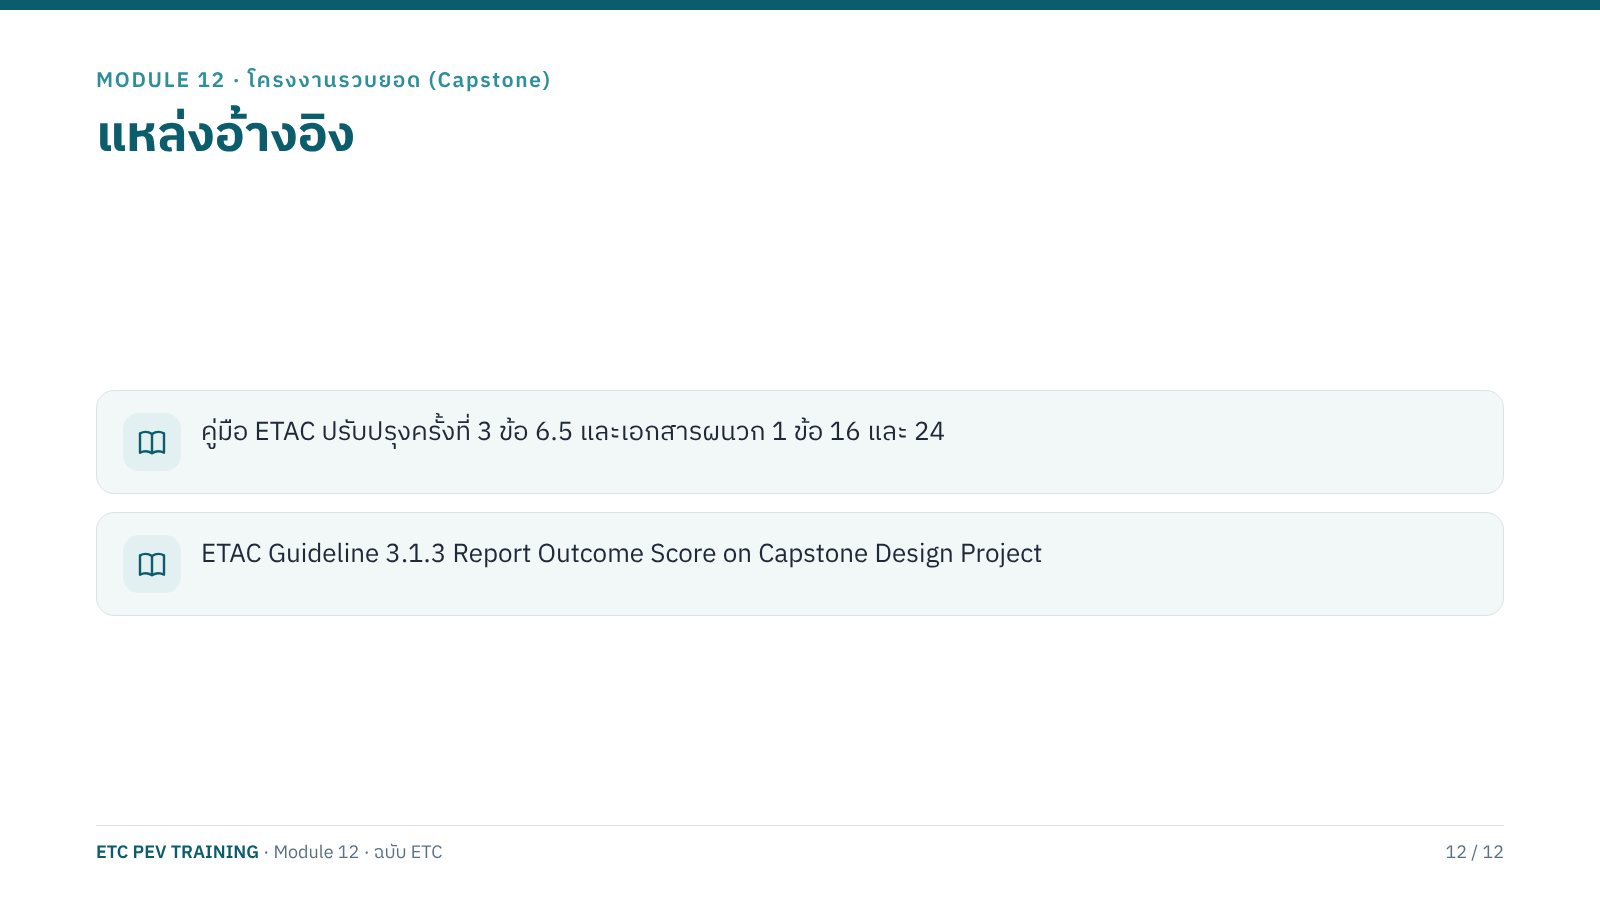 MODULE 12 · โครงงานรวบยอด (Capstone)
แหล่งอ้างอิง
คู่มือ ETAC ปรับปรุงครั้งที่ 3 ข้อ 6.5 และเอกสารผนวก 1 ข้อ 16 และ 24
ETAC Guideline 3.1.3 Report Outcome Score on Capstone Design Project
ETC PEV TRAINING · Module 12 · ฉบับ ETC
12 / 12